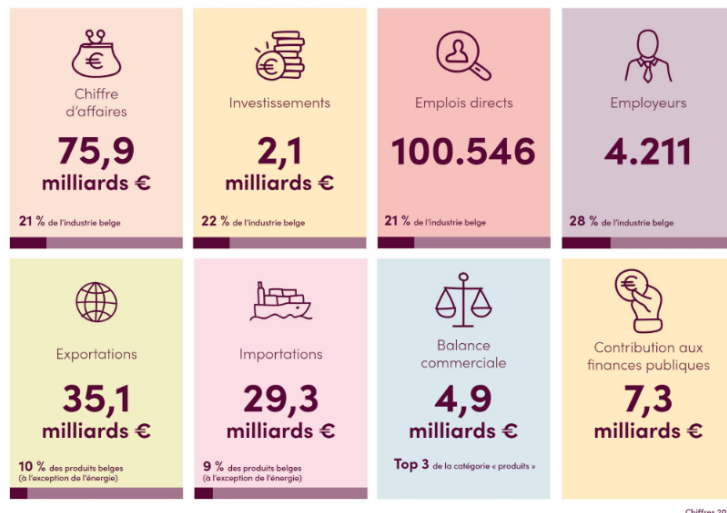 Chiffre
d'affaires
75,9
milliards €
21 % de l'industrie belge
Investissements
2,1
milliards €
22 % de l'industrie belge
Emplois directs
100.546
21 % de l'industrie belge
Employeurs
4.211
28 % de l'industrie belge
Exportations
35,1
milliards €
10 % des produits belges
(à l'exception de l'énergie)
Importations
29,3
milliards €
9 % des produits belges
(à l'exception de l'énergie)
Balance
commerciale
4,9
milliards €
Top 3 de la catégorie « produits »
Contribution aux
finances publiques
7,3
milliards €
Chiffres